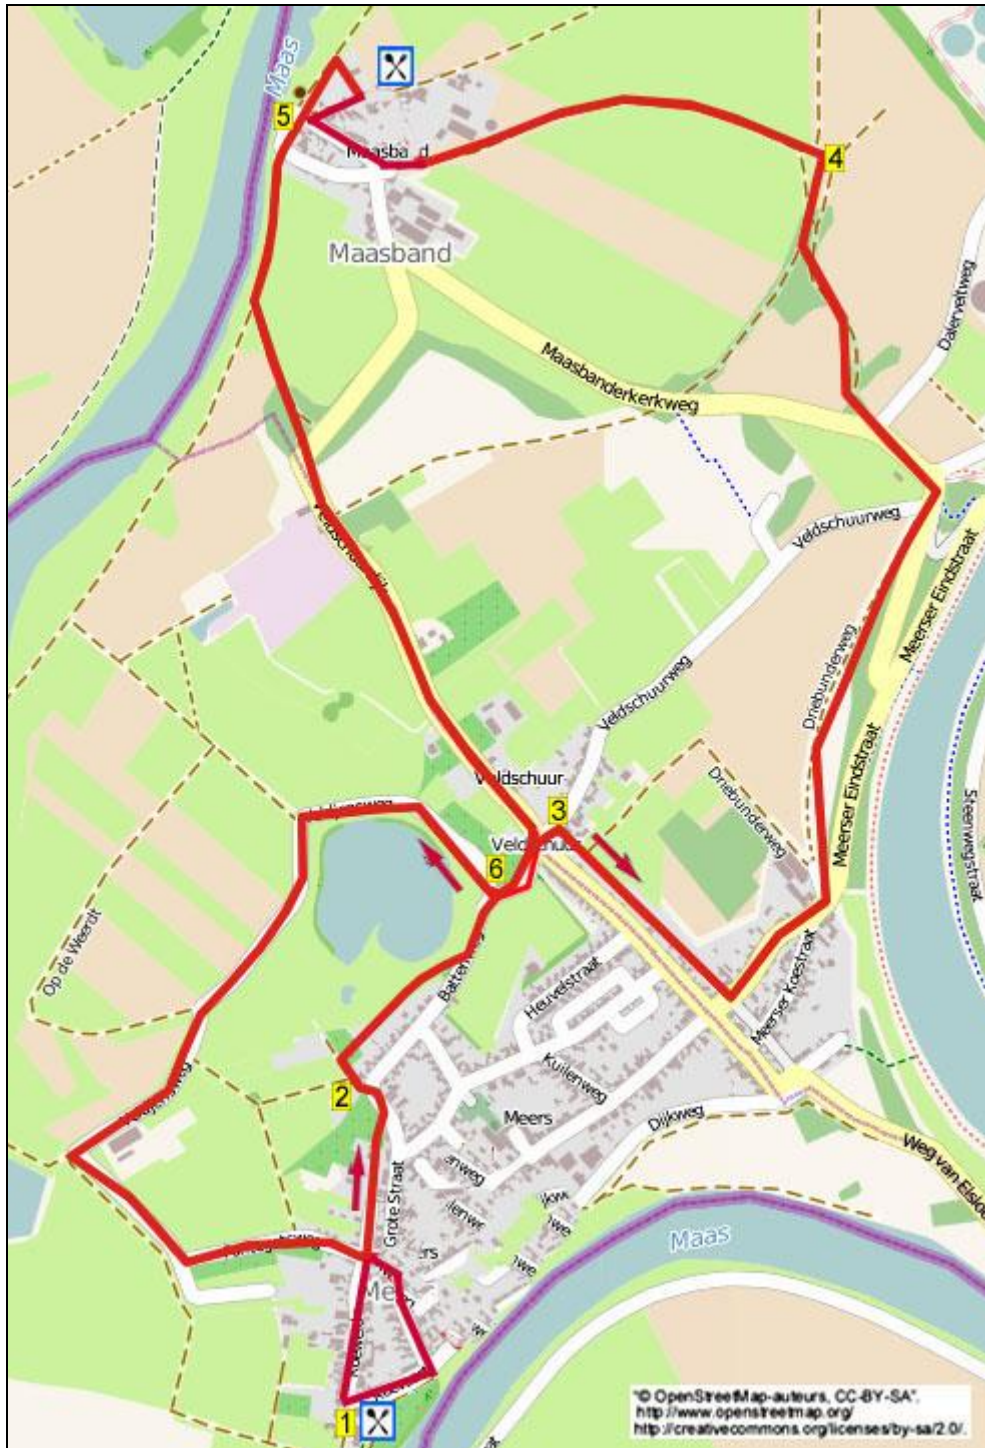 Maas
5
Maasba d
4
Maasband
Dalerveltweg
Maasbanderkerkweg
Veldschuurweg
Meerser Eindstraat
Driebunderweg
Veldschuurweg
Veldschuur
3
Driebunderweg
Meerser Eindstraat
Steenwegstraat
6
Op de Weerdt
Heuvelstraat
Meerser Koestraat
Kuilenweg
2
Meers
Dijkweg
Weg van Elsloo
Grote Straat
Maas
1
"© OpenStreetMap-auteurs, CC-BY-SA".
http://www.openstreetmap.org/
http://creativecommons.org/licenses/by-sa/2.0/.